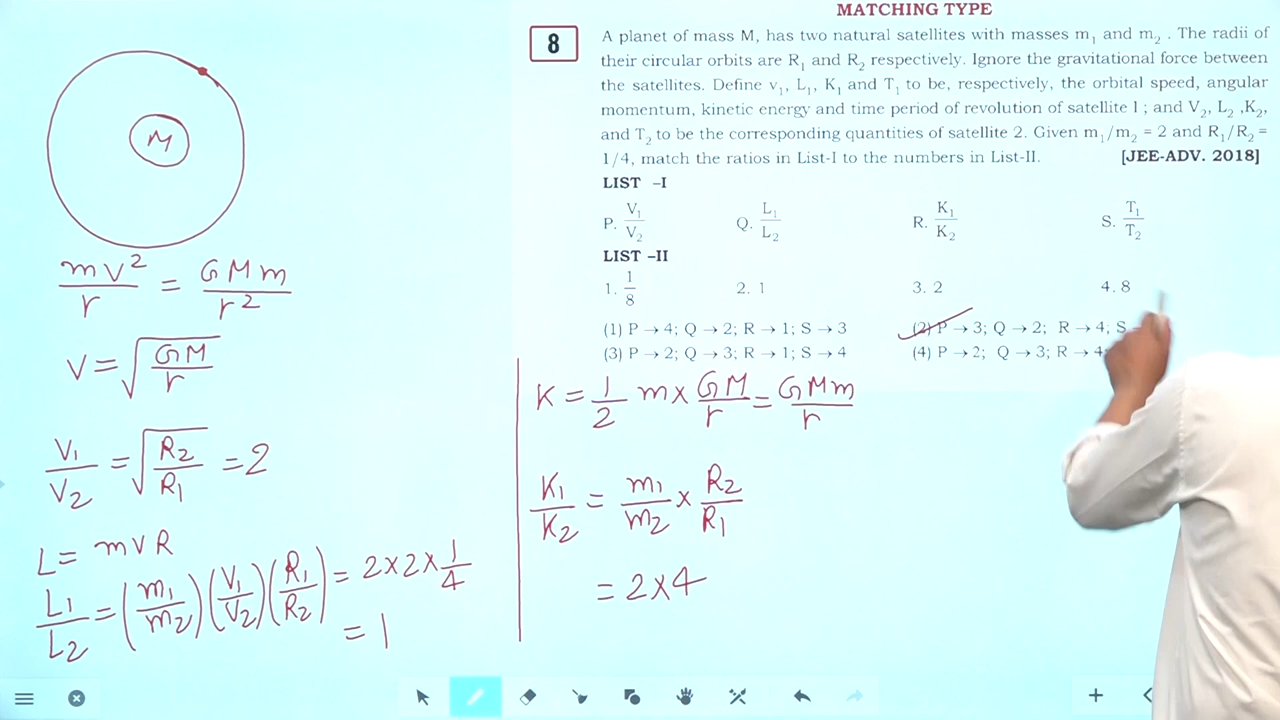 MATCHING TYPE
8
A planet of mass M, has two natural satellites with masses m₁ and m₂ . The radii of
their circular orbits are R₁ and R₂ respectively. Ignore the gravitational force between
the satellites. Define v₁, L₁, K₁ and T₁ to be, respectively, the orbital speed, angular
momentum, kinetic energy and time period of revolution of satellite 1 ; and V₂, L₂ ,K₂,
and T₂ to be the corresponding quantities of satellite 2. Given m₁/m₂ = 2 and R₁/R₂ =
1/4, match the ratios in List-I to the numbers in List-II. [JEE-ADV. 2018]
LIST –I
P. V₁/V₂ Q. L₁/L₂ R. K₁/K₂ S. T₁/T₂
LIST –II
1. 1/8 2. 1 3. 2 4. 8
(1) P → 4; Q → 2; R → 1; S → 3 (2) P → 3; Q → 2; R → 4; S
(3) P → 2; Q → 3; R → 1; S → 4 (4) P → 2; Q → 3; R → 4
M
mv²/r = GMm/r²
V = √(GM/r)
V₁/V₂ = √(R₂/R₁) = 2
L = mVR
L₁/L₂ = (m₁/m₂)(V₁/V₂)(R₁/R₂) = 2×2×1/4
= 1
K = 1/2 m × GM/r = GMm/r
K₁/K₂ = m₁/m₂ × R₂/R₁
= 2×4